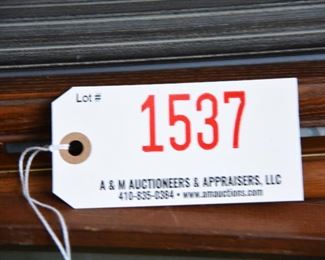 Lot #
1537
A & M AUCTIONEERS & APPRAISERS, LLC
410-835-0384 • www.amauctions.com